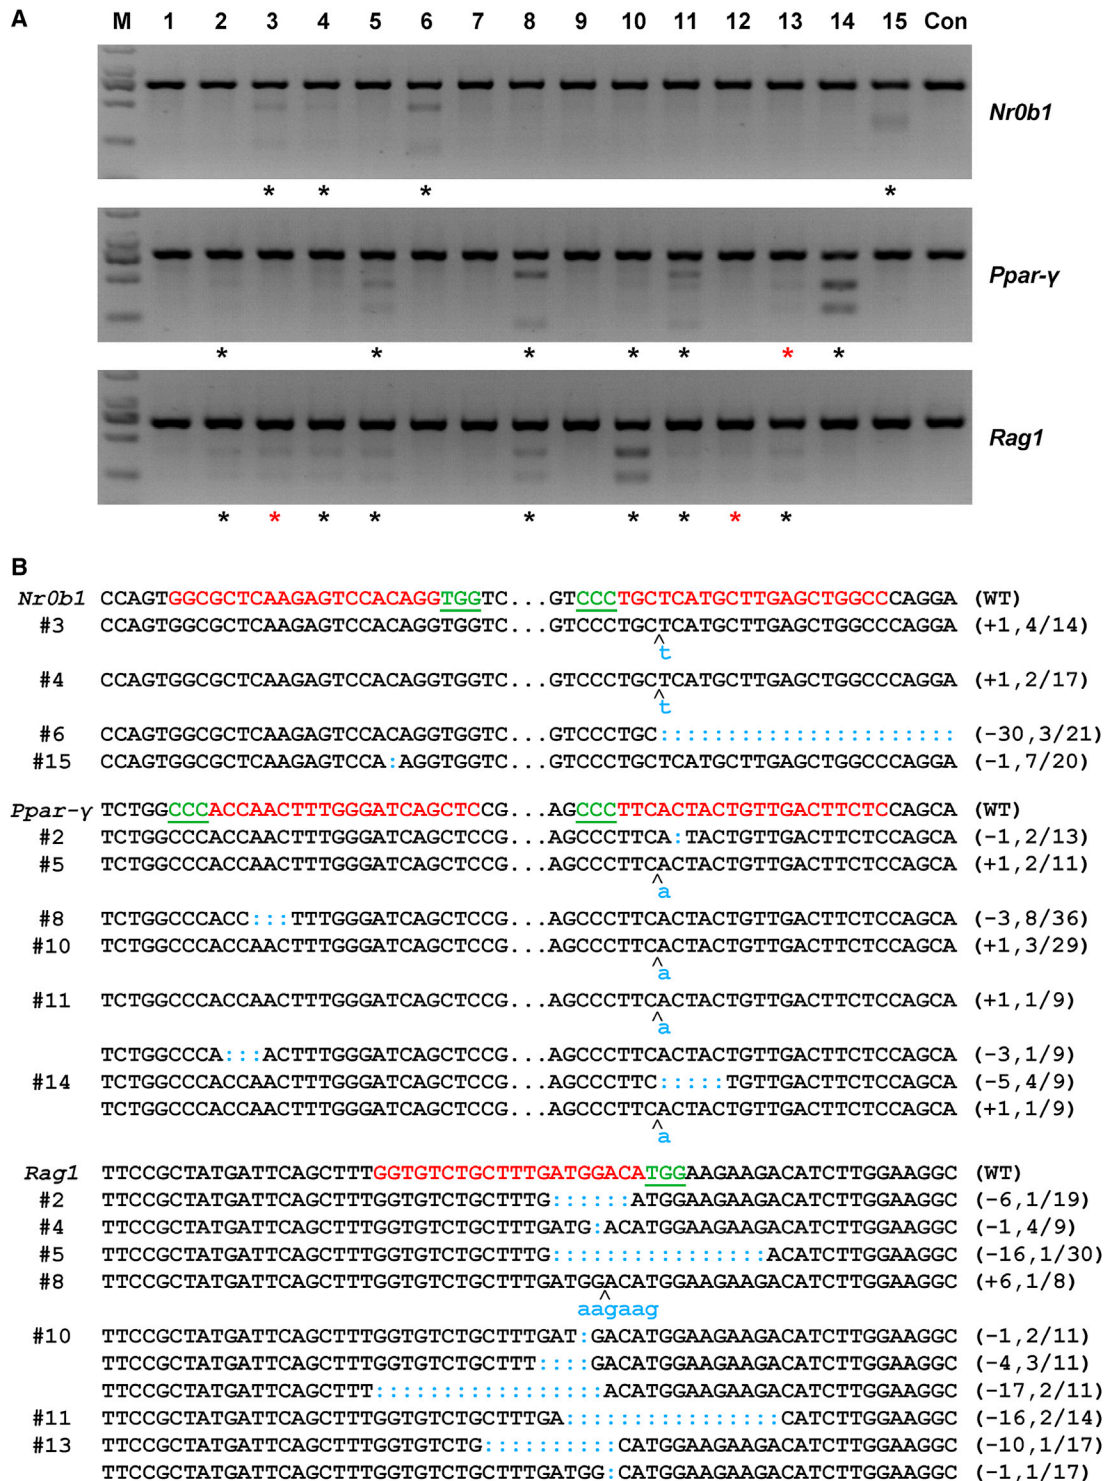 A
M 1 2 3 4 5 6 7 8 9 10 11 12 13 14 15 Con
Nr0b1
* * * *
Ppar-γ
* * * * * * *
Rag1
* * * * * * * * *
B
Nr0b1 CCAGTGGCGCTCAAGAGTCCACAGGTGGTC...GTCCCTGCTCATGCTTGAGCTGGCCCAGGA (WT)
#3 CCAGTGGCGCTCAAGAGTCCACAGGTGGTC...GTCCCTGCTCATGCTTGAGCTGGCCCAGGA (+1,4/14)
^
t
#4 CCAGTGGCGCTCAAGAGTCCACAGGTGGTC...GTCCCTGCTCATGCTTGAGCTGGCCCAGGA (+1,2/17)
^
t
#6 CCAGTGGCGCTCAAGAGTCCACAGGTGGTC...GTCCCTGC:::::::::::::::::::::: (-30,3/21)
#15 CCAGTGGCGCTCAAGAGTCCA:AGGTGGTC...GTCCCTGCTCATGCTTGAGCTGGCCCAGGA (-1,7/20)
Ppar-γ TCTGGCCCACCAACTTTGGGATCAGCTCCG...AGCCCTTCACTACTGTTGACTTCTCCAGCA (WT)
#2 TCTGGCCCACCAACTTTGGGATCAGCTCCG...AGCCCTTCA:TACTGTTGACTTCTCCAGCA (-1,2/13)
#5 TCTGGCCCACCAACTTTGGGATCAGCTCCG...AGCCCTTCACTACTGTTGACTTCTCCAGCA (+1,2/11)
^
a
#8 TCTGGCCCACC:::TTTGGGATCAGCTCCG...AGCCCTTCACTACTGTTGACTTCTCCAGCA (-3,8/36)
#10 TCTGGCCCACCAACTTTGGGATCAGCTCCG...AGCCCTTCACTACTGTTGACTTCTCCAGCA (+1,3/29)
^
a
#11 TCTGGCCCACCAACTTTGGGATCAGCTCCG...AGCCCTTCACTACTGTTGACTTCTCCAGCA (+1,1/9)
^
a
TCTGGCCCA:::ACTTTGGGATCAGCTCCG...AGCCCTTCACTACTGTTGACTTCTCCAGCA (-3,1/9)
#14 TCTGGCCCACCAACTTTGGGATCAGCTCCG...AGCCCTTC:::::TGTTGACTTCTCCAGCA (-5,4/9)
TCTGGCCCACCAACTTTGGGATCAGCTCCG...AGCCCTTCACTACTGTTGACTTCTCCAGCA (+1,1/9)
^
a
Rag1 TTCCGCTATGATTCAGCTTTGGTGTCTGCTTTGATGGACATGGAAGAAGACATCTTGGAAGGC (WT)
#2 TTCCGCTATGATTCAGCTTTGGTGTCTGCTTTG::::::ATGGAAGAAGACATCTTGGAAGGC (-6,1/19)
#4 TTCCGCTATGATTCAGCTTTGGTGTCTGCTTTGATG:ACATGGAAGAAGACATCTTGGAAGGC (-1,4/9)
#5 TTCCGCTATGATTCAGCTTTGGTGTCTGCTTTG::::::::::::::::ACATCTTGGAAGGC (-16,1/30)
#8 TTCCGCTATGATTCAGCTTTGGTGTCTGCTTTGATGGACATGGAAGAAGACATCTTGGAAGGC (+6,1/8)
^
aagaag
#10 TTCCGCTATGATTCAGCTTTGGTGTCTGCTTTGAT:GACATGGAAGAAGACATCTTGGAAGGC (-1,2/11)
TTCCGCTATGATTCAGCTTTGGTGTCTGCTTT::::GACATGGAAGAAGACATCTTGGAAGGC (-4,3/11)
TTCCGCTATGATTCAGCTTT:::::::::::::::::ACATGGAAGAAGACATCTTGGAAGGC (-17,2/11)
#11 TTCCGCTATGATTCAGCTTTGGTGTCTGCTTTGA::::::::::::::::CATCTTGGAAGGC (-16,2/14)
#13 TTCCGCTATGATTCAGCTTTGGTGTCTG::::::::::CATGGAAGAAGACATCTTGGAAGGC (-10,1/17)
TTCCGCTATGATTCAGCTTTGGTGTCTGCTTTGATGG:CATGGAAGAAGACATCTTGGAAGGC (-1,1/17)